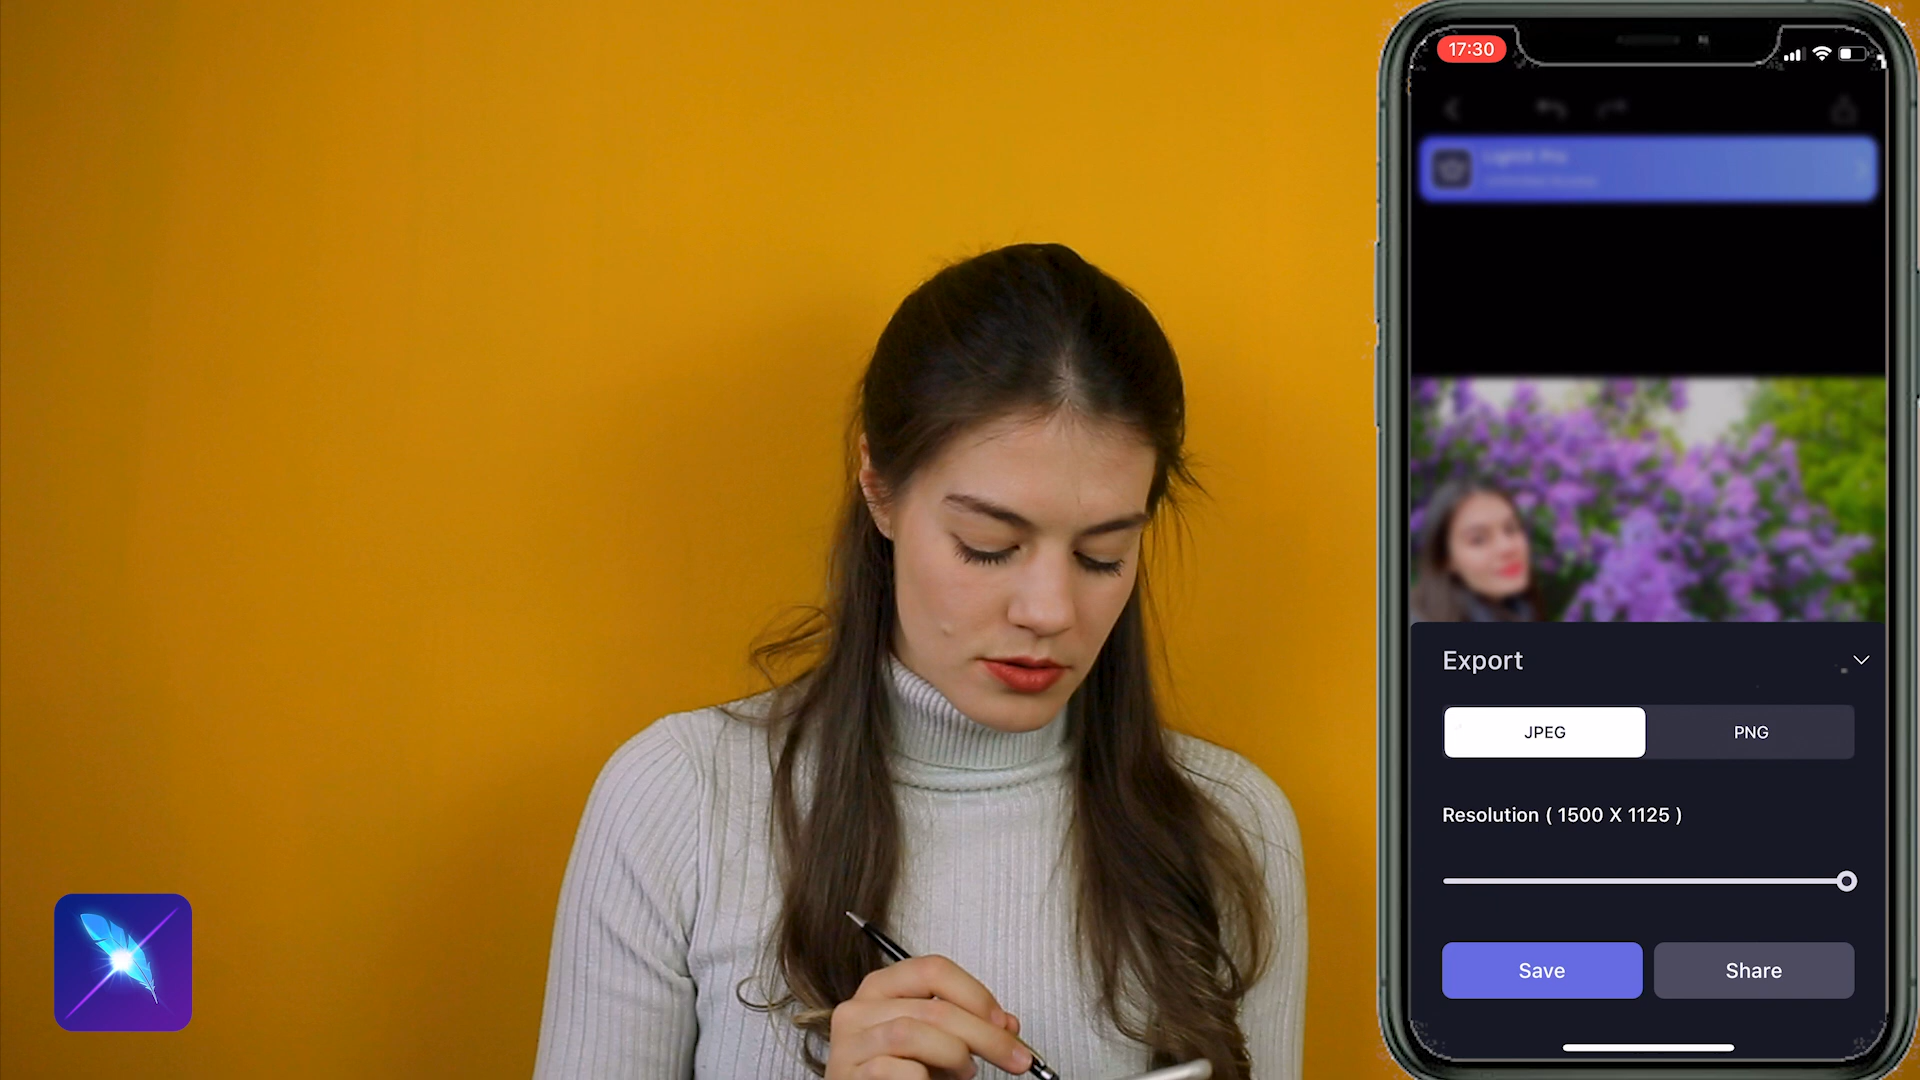 17:30
Export
JPEG
PNG
Resolution ( 1500 X 1125 )
Save
Share